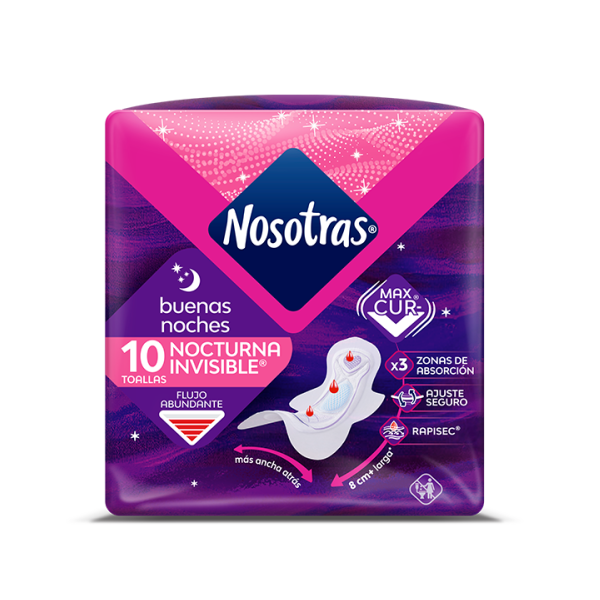 Nosotras®
buenas
noches
10 NOCTURNA
TOALLAS INVISIBLE®
FLUJO
ABUNDANTE
MAX
CUR-
x3 ZONAS DE
ABSORCIÓN
AJUSTE
SEGURO
RAPISEC®
más ancha atrás
8 cm+ larga*